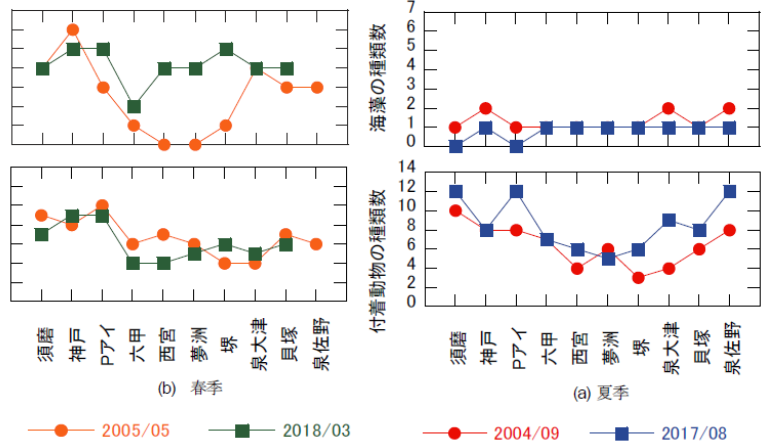 海藻の種類数
7
6
5
4
3
2
1
0
付着動物の種類数
14
12
10
8
6
4
2
0
須磨
神戸
Pアイ
六甲
西宮
夢洲
堺
泉大津
貝塚
泉佐野
(b) 春季
須磨
神戸
Pアイ
六甲
西宮
夢洲
堺
泉大津
貝塚
泉佐野
(a) 夏季
2005/05
2018/03
2004/09
2017/08